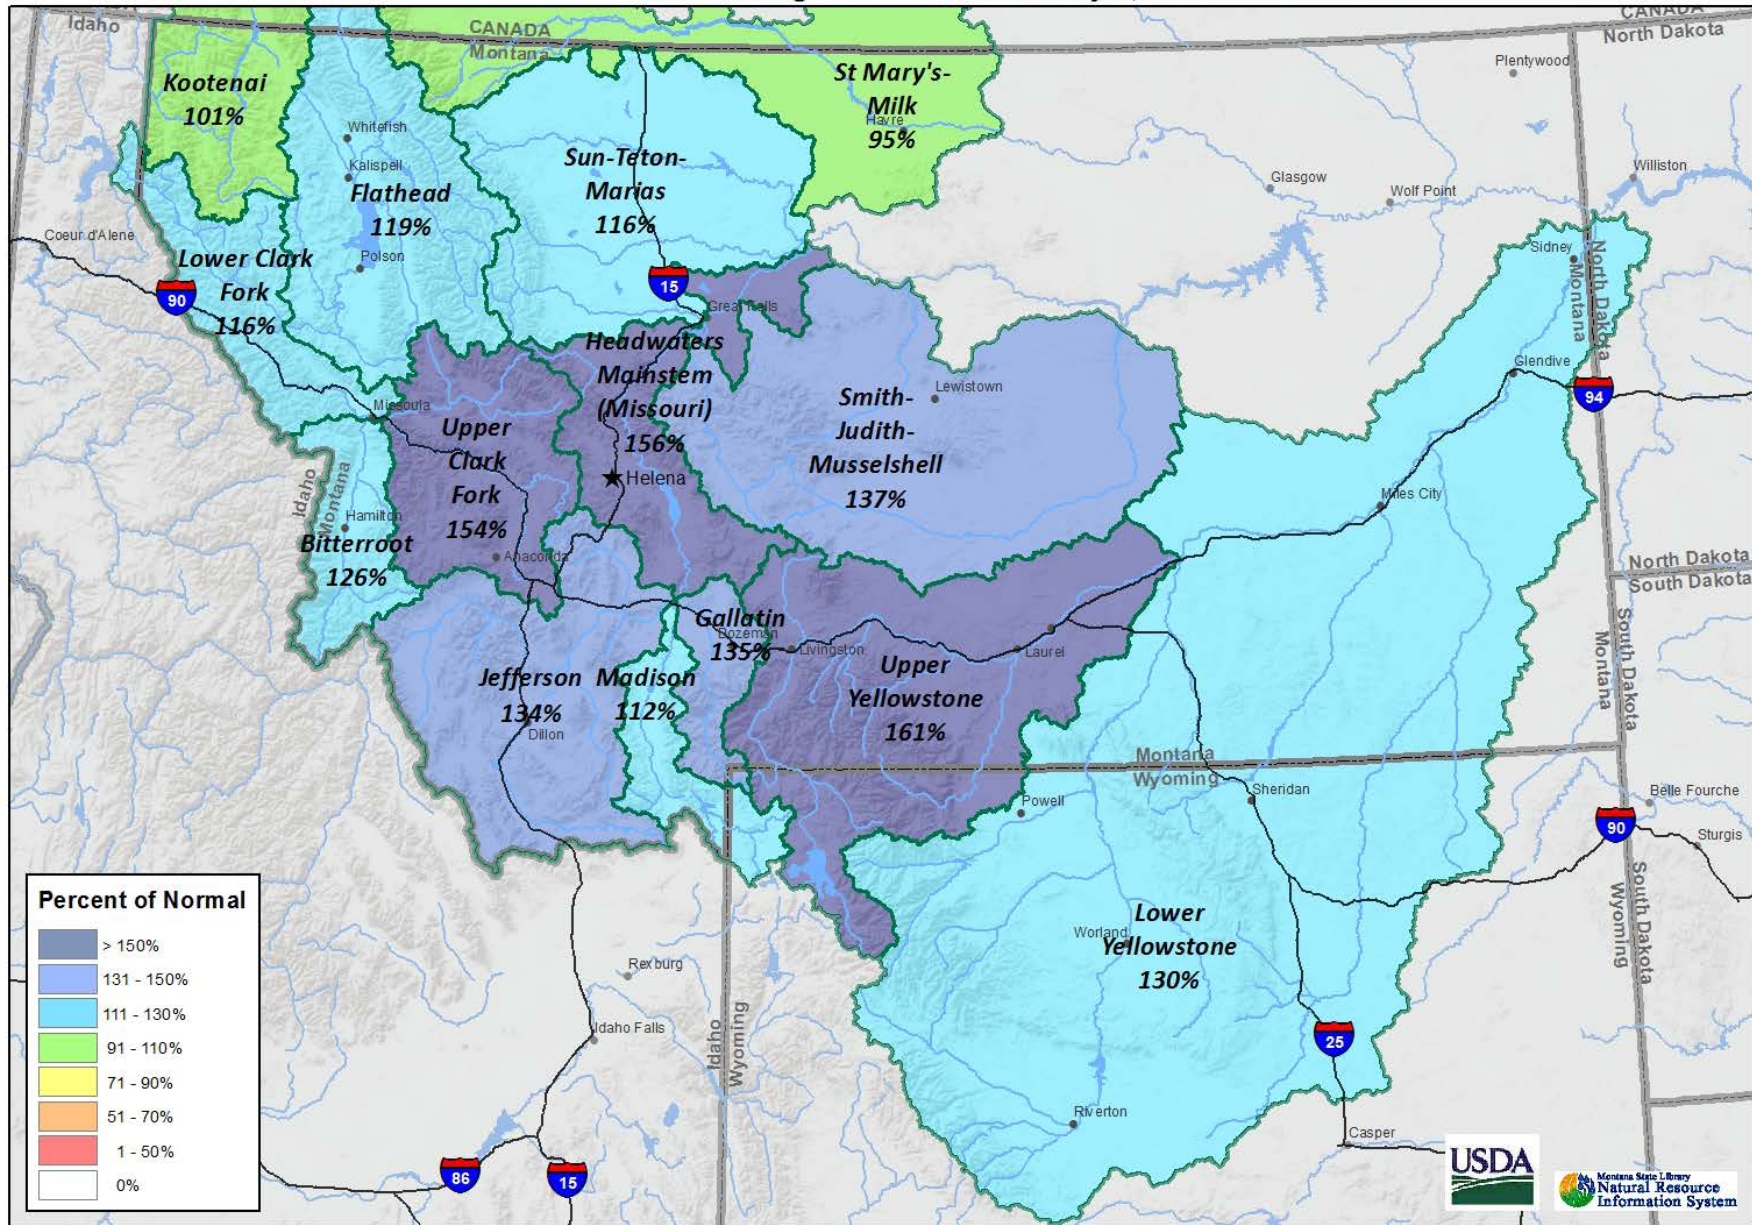 Idaho
CANADA
Montana
CANADA
North Dakota
Kootenai
101%
Whitefish
Kalispell
Flathead
119%
Polson
Sun-Teton-
Marias
116%
St Mary's-
Milk
Havre
95%
Plentywood
Glasgow
Wolf Point
Williston
Coeur d'Alene
Lower Clark
Fork
116%
90
15
Great Falls
Sidney
North Dakota
Montana
Glendive
94
Headwaters
Mainstem
(Missouri)
156%
Helena
Lewistown
Smith-
Judith-
Musselshell
137%
Missoula
Upper
Clark
Fork
154%
Anaconda
Idaho
Montana
Hamilton
Bitterroot
126%
Miles City
North Dakota
South Dakota
South Dakota
Montana
Gallatin
Bozeman
135%
Livingston
Laurel
Jefferson
134%
Dillon
Madison
112%
Upper
Yellowstone
161%
Montana
Wyoming
Powell
Sheridan
Belle Fourche
90
Sturgis
South Dakota
Wyoming
Lower
Worland
Yellowstone
130%
Rexburg
Idaho Falls
Idaho
Wyoming
25
Riverton
Casper
86
15
Percent of Normal
> 150%
131 - 150%
111 - 130%
91 - 110%
71 - 90%
51 - 70%
1 - 50%
0%
USDA
Montana State Library
Natural Resource
Information System